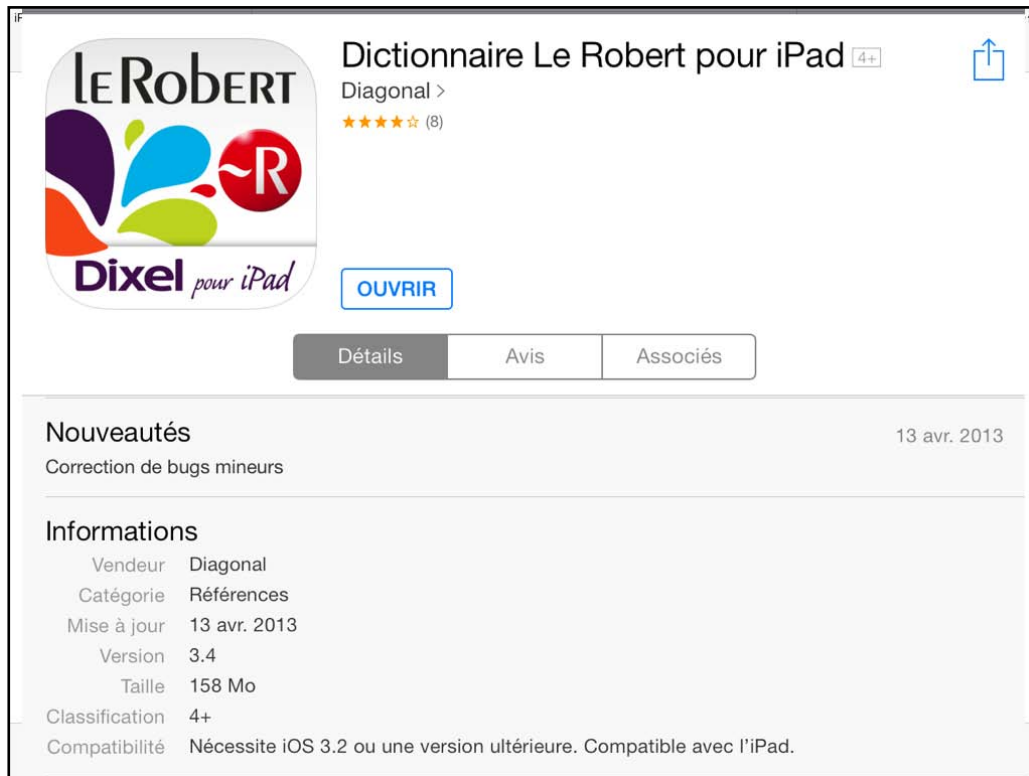 LE ROBERT
~R
Dixel pour iPad
Dictionnaire Le Robert pour iPad 4+
Diagonal >
★★★★☆ (8)
OUVRIR
Détails Avis Associés
Nouveautés 13 avr. 2013
Correction de bugs mineurs
Informations
Vendeur Diagonal
Catégorie Références
Mise à jour 13 avr. 2013
Version 3.4
Taille 158 Mo
Classification 4+
Compatibilité Nécessite iOS 3.2 ou une version ultérieure. Compatible avec l'iPad.